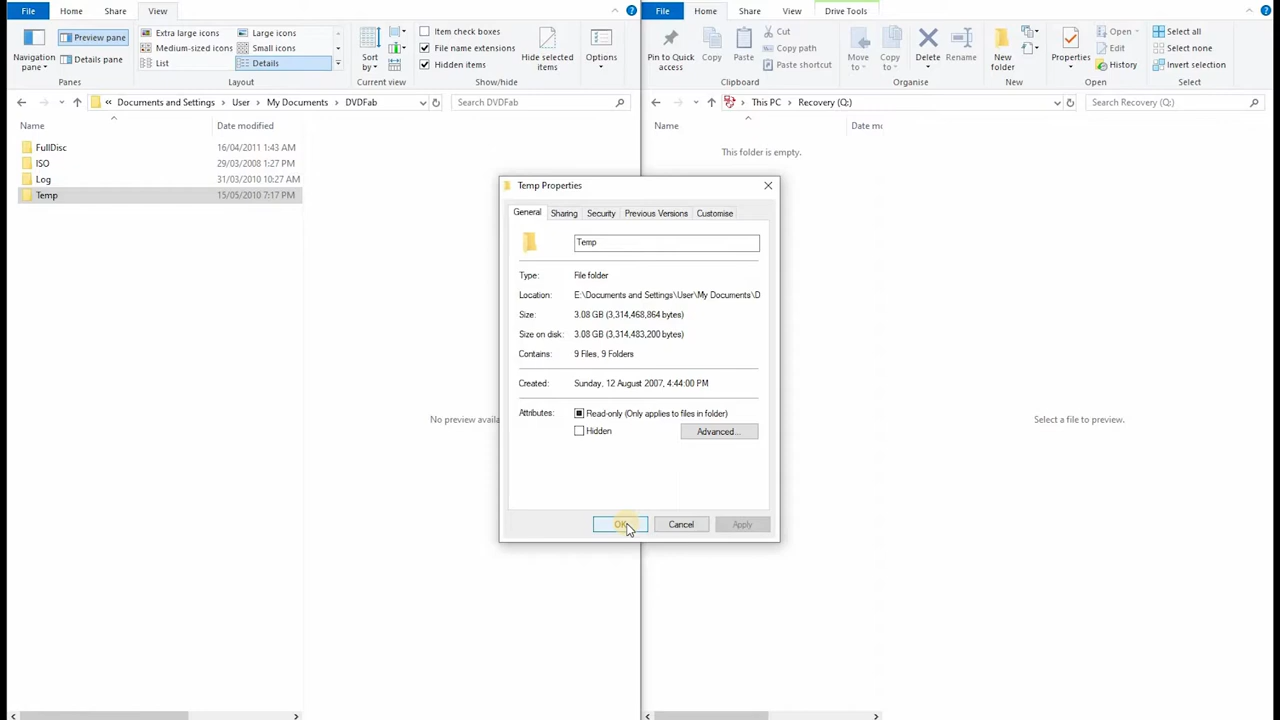 File Home Share View
Extra large icons Large icons
Preview pane Medium-sized icons Small icons
Navigation pane Details pane List Details
Sort by
Item check boxes
File name extensions
Hidden items
Hide selected items
Options
Panes Layout Current view Show/hide
« Documents and Settings > User > My Documents > DVDFab
Search DVDFab
Name Date modified
FullDisc 16/04/2011 1:43 AM
ISO 29/03/2008 1:27 PM
Log 31/03/2010 10:27 AM
Temp 15/05/2010 7:17 PM
File Home Share View Drive Tools
Pin to Quick access
Copy
Paste
Cut
Copy path
Paste shortcut
Move to
Copy to
Delete
Rename
New folder
Properties
Open
Edit
History
Select all
Select none
Invert selection
Clipboard Organise New Open Select
This PC > Recovery (Q:)
Search Recovery (Q:)
Name Date mo
This folder is empty.
Temp Properties
General Sharing Security Previous Versions Customise
Temp
Type: File folder
Location: E:\Documents and Settings\User\My Documents\D
Size: 3.08 GB (3,314,468,864 bytes)
Size on disk: 3.08 GB (3,314,483,200 bytes)
Contains: 9 Files, 9 Folders
Created: Sunday, 12 August 2007, 4:44:00 PM
Attributes: Read-only (Only applies to files in folder)
Hidden Advanced...
OK Cancel Apply
No preview availa
Select a file to preview.